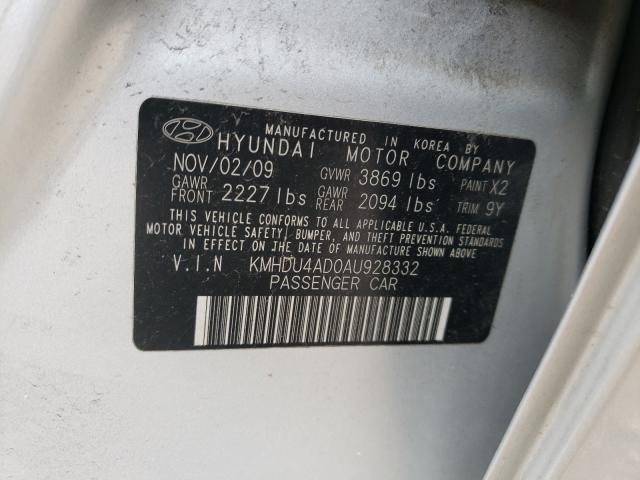 MANUFACTURED IN KOREA BY
HYUNDAI MOTOR COMPANY
NOV/02/09 GVWR 3869 lbs PAINT X2
GAWR FRONT 2227 lbs GAWR REAR 2094 lbs TRIM 9Y
THIS VEHICLE CONFORMS TO ALL APPLICABLE U.S.A. FEDERAL
MOTOR VEHICLE SAFETY, BUMPER, AND THEFT PREVENTION STANDARDS
IN EFFECT ON THE DATE OF MANUFACTURE SHOWN ABOVE.
V.I.N KMHDU4AD0AU928332
PASSENGER CAR